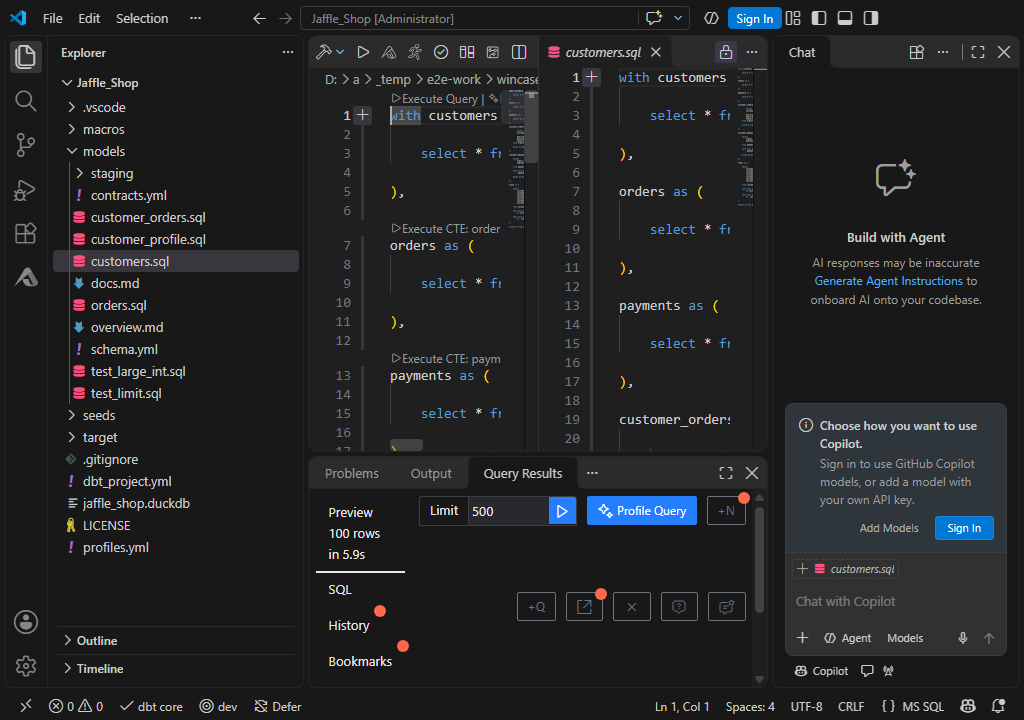 File Edit Selection ···
Jaffle_Shop [Administrator]
Sign In
Explorer
Jaffle_Shop
.vscode
macros
models
staging
contracts.yml
customer_orders.sql
customer_profile.sql
customers.sql
docs.md
orders.sql
overview.md
schema.yml
test_large_int.sql
test_limit.sql
seeds
target
.gitignore
dbt_project.yml
jaffle_shop.duckdb
LICENSE
profiles.yml
Outline
Timeline
D: > a > _temp > e2e-work > wincase
Execute Query |
1 with customers
2
3 select * fr
4
5 ),
6
Execute CTE: order
7 orders as (
8
9 select * fr
10
11 ),
12
Execute CTE: paym
13 payments as (
14
15 select * fr
16
17 )
customers.sql
1 with customers
2
3 select * fr
4
5 ),
6
7 orders as (
8
9 select * fr
10
11 ),
12
13 payments as (
14
15 select * fr
16
17 ),
18
19 customer_orders
20
Problems Output Query Results ···
Preview
100 rows
in 5.9s
SQL
History
Bookmarks
Limit 500
Profile Query
+N
+Q
Chat
Build with Agent
AI responses may be inaccurate
Generate Agent Instructions to
onboard AI onto your codebase.
Choose how you want to use
Copilot.
Sign in to use GitHub Copilot
models, or add a model with
your own API key.
Add Models Sign In
customers.sql
Chat with Copilot
Agent Models
Copilot
0 0 dbt core dev Defer
Ln 1, Col 1 Spaces: 4 UTF-8 CRLF { } MS SQL